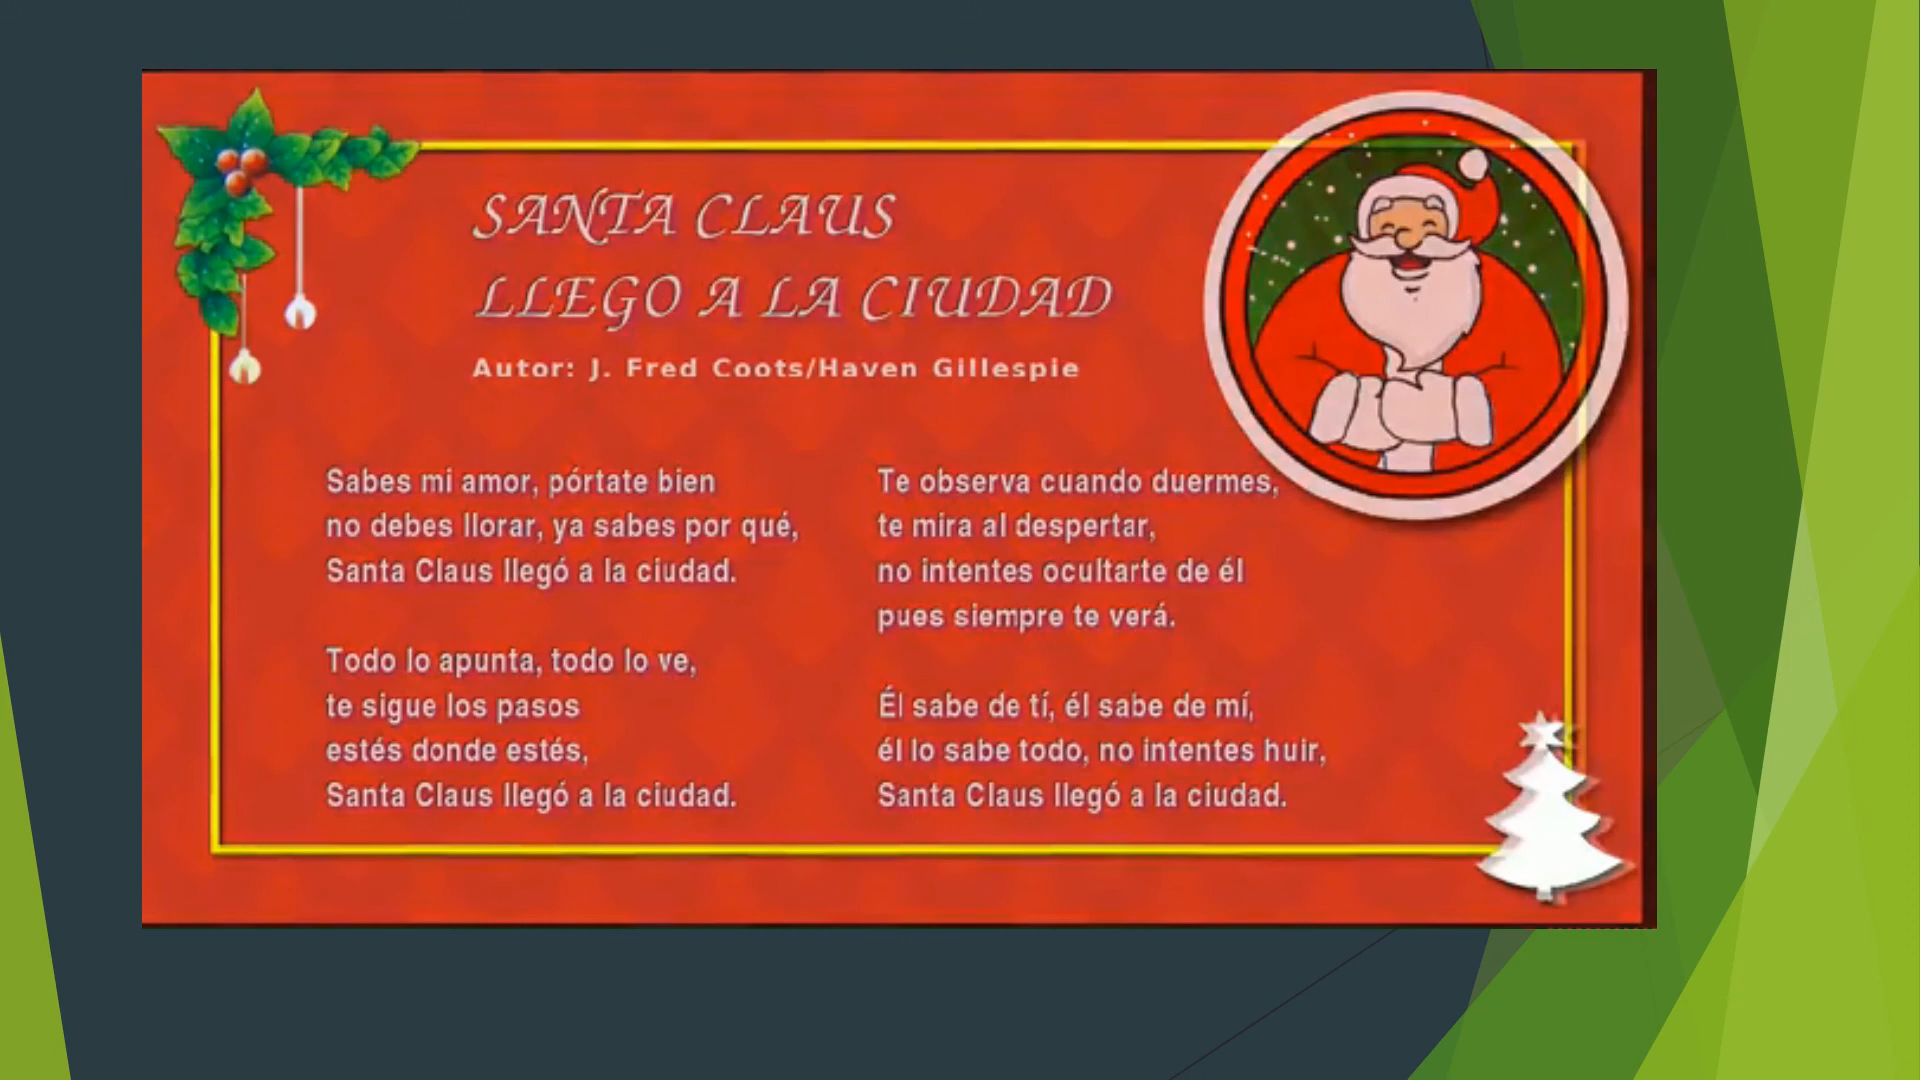 SANTA CLAUS
LLEGO A LA CIUDAD
Autor: J. Fred Coots/Haven Gillespie
Sabes mi amor, pórtate bien
no debes llorar, ya sabes por qué,
Santa Claus llegó a la ciudad.
Todo lo apunta, todo lo ve,
te sigue los pasos
estés donde estés,
Santa Claus llegó a la ciudad.
Te observa cuando duermes,
te mira al despertar,
no intentes ocultarte de él
pues siempre te verá.
Él sabe de tí, él sabe de mí,
él lo sabe todo, no intentes huir,
Santa Claus llegó a la ciudad.